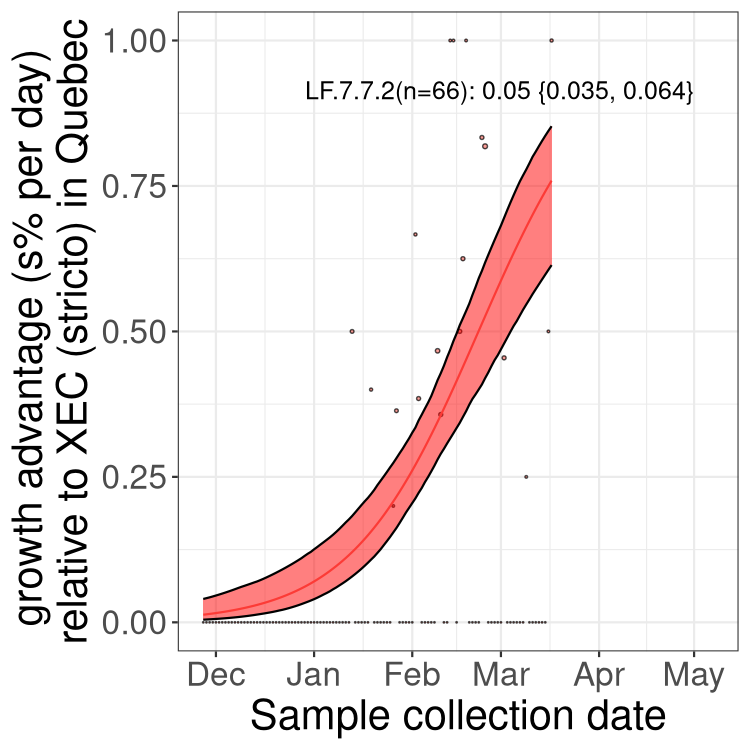 growth advantage (s% per day)
relative to XEC (stricto) in Quebec
1.00
0.75
0.50
0.25
0.00
LF.7.7.2(n=66): 0.05 {0.035, 0.064}
Dec Jan Feb Mar Apr May
Sample collection date